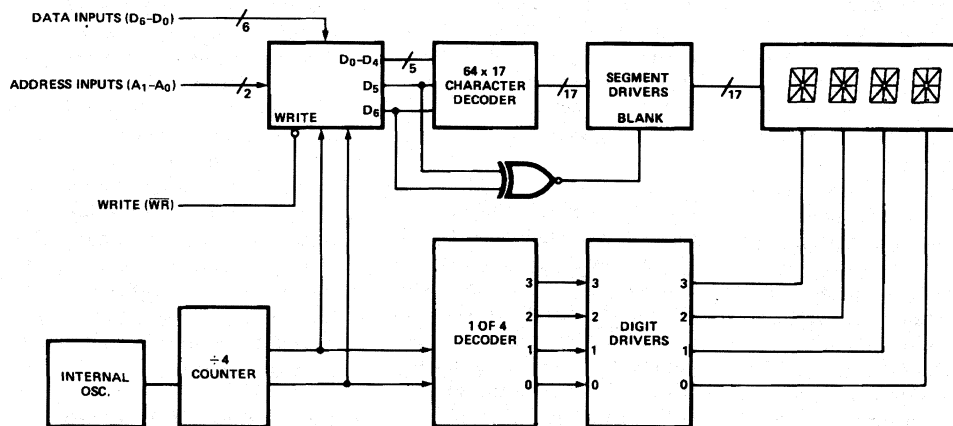 DATA INPUTS (D6–D0)
6
ADDRESS INPUTS (A1–A0)
2
WRITE
D0–D4
5
D5
D6
64 x 17
CHARACTER
DECODER
17
SEGMENT
DRIVERS
BLANK
17
WRITE (WR)
INTERNAL
OSC.
÷4
COUNTER
1 OF 4
DECODER
3
2
1
0
3
2
1
0
DIGIT
DRIVERS
3
2
1
0